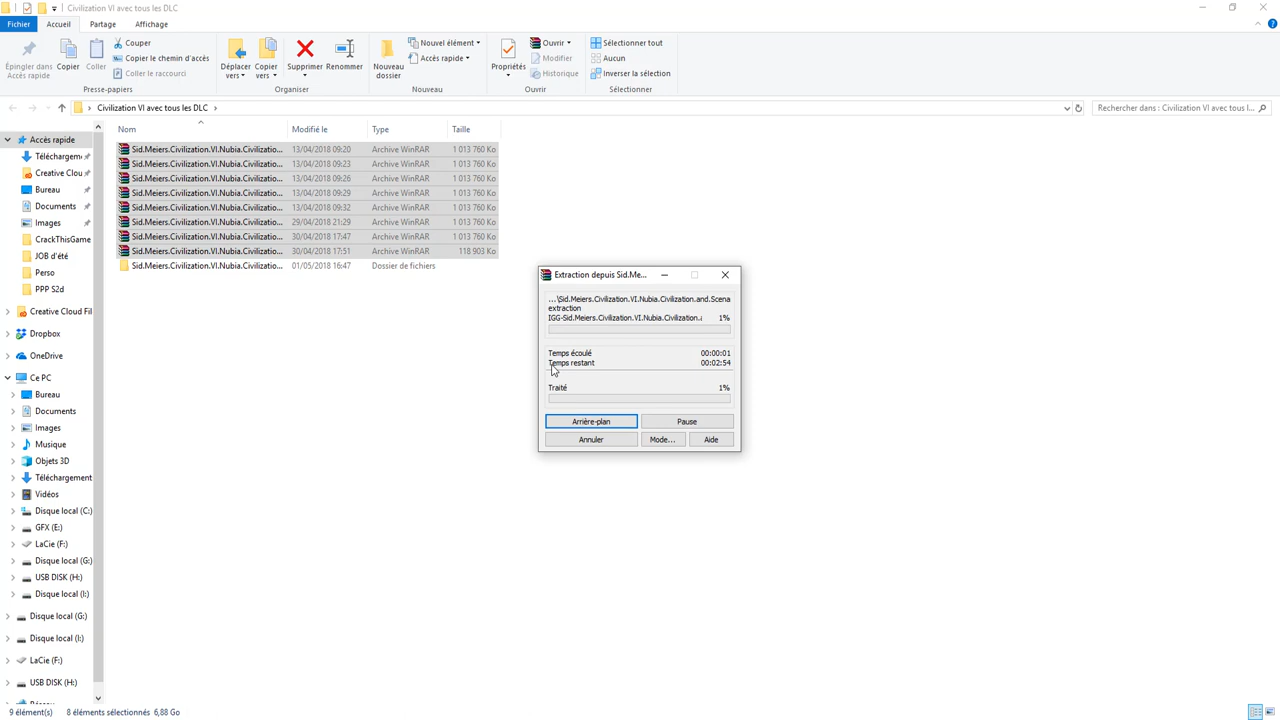 Civilization VI avec tous les DLC
Fichier Accueil Partage Affichage
Épingler dans Accès rapide
Copier
Coller
Couper
Copier le chemin d'accès
Coller le raccourci
Presse-papiers
Déplacer vers
Copier vers
Supprimer
Renommer
Organiser
Nouveau dossier
Nouvel élément
Accès rapide
Nouveau
Propriétés
Ouvrir
Modifier
Historique
Ouvrir
Sélectionner tout
Aucun
Inverser la sélection
Sélectionner
Civilization VI avec tous les DLC
Rechercher dans : Civilization VI avec tous l...
Nom Modifié le Type Taille
Sid.Meiers.Civilization.VI.Nubia.Civilizatio... 13/04/2018 09:20 Archive WinRAR 1 013 760 Ko
Sid.Meiers.Civilization.VI.Nubia.Civilizatio... 13/04/2018 09:23 Archive WinRAR 1 013 760 Ko
Sid.Meiers.Civilization.VI.Nubia.Civilizatio... 13/04/2018 09:26 Archive WinRAR 1 013 760 Ko
Sid.Meiers.Civilization.VI.Nubia.Civilizatio... 13/04/2018 09:29 Archive WinRAR 1 013 760 Ko
Sid.Meiers.Civilization.VI.Nubia.Civilizatio... 13/04/2018 09:32 Archive WinRAR 1 013 760 Ko
Sid.Meiers.Civilization.VI.Nubia.Civilizatio... 29/04/2018 21:29 Archive WinRAR 1 013 760 Ko
Sid.Meiers.Civilization.VI.Nubia.Civilizatio... 30/04/2018 17:47 Archive WinRAR 1 013 760 Ko
Sid.Meiers.Civilization.VI.Nubia.Civilizatio... 30/04/2018 17:51 Archive WinRAR 118 903 Ko
Sid.Meiers.Civilization.VI.Nubia.Civilizatio... 01/05/2018 16:47 Dossier de fichiers
Accès rapide
Téléchargem
Creative Clou
Bureau
Documents
Images
CrackThisGame
JOB d'été
Perso
PPP S2d
Creative Cloud Fil
Dropbox
OneDrive
Ce PC
Bureau
Documents
Images
Musique
Objets 3D
Téléchargement
Vidéos
Disque local (C:)
GFX (E:)
LaCie (F:)
Disque local (G:)
USB DISK (H:)
Disque local (I:)
Disque local (G:)
Disque local (I:)
LaCie (F:)
USB DISK (H:)
Extraction depuis Sid.Me...
...\Sid.Meiers.Civilization.VI.Nubia.Civilization.and.Scena
extraction
IGG-Sid.Meiers.Civilization.VI.Nubia.Civilization.a 1%
Temps écoulé 00:00:01
Temps restant 00:02:54
Traité 1%
Arrière-plan Pause
Annuler Mode... Aide
9 élément(s) 8 éléments sélectionnés 6,88 Go